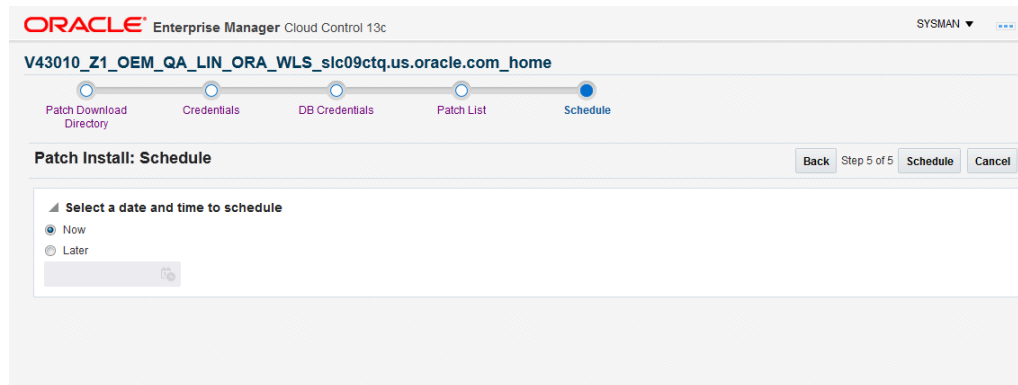 ORACLE® Enterprise Manager Cloud Control 13c
SYSMAN
V43010_Z1_OEM_QA_LIN_ORA_WLS_slc09ctq.us.oracle.com_home
Patch Download
Directory
Credentials
DB Credentials
Patch List
Schedule
Patch Install: Schedule
Back Step 5 of 5 Schedule Cancel
Select a date and time to schedule
Now
Later